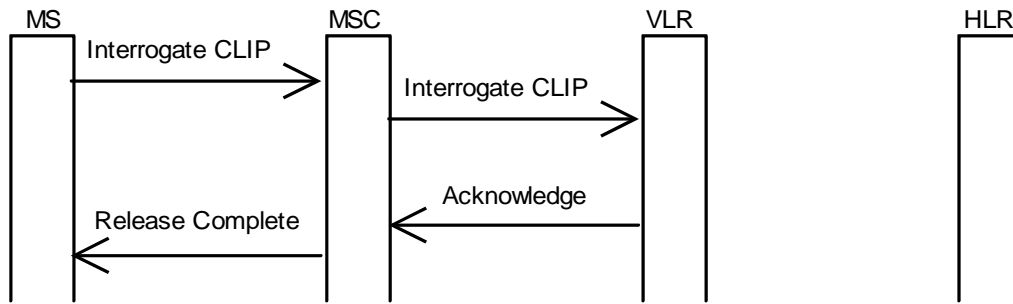 MS
MSC
VLR
HLR
Interrogate CLIP
Interrogate CLIP
Acknowledge
Release Complete